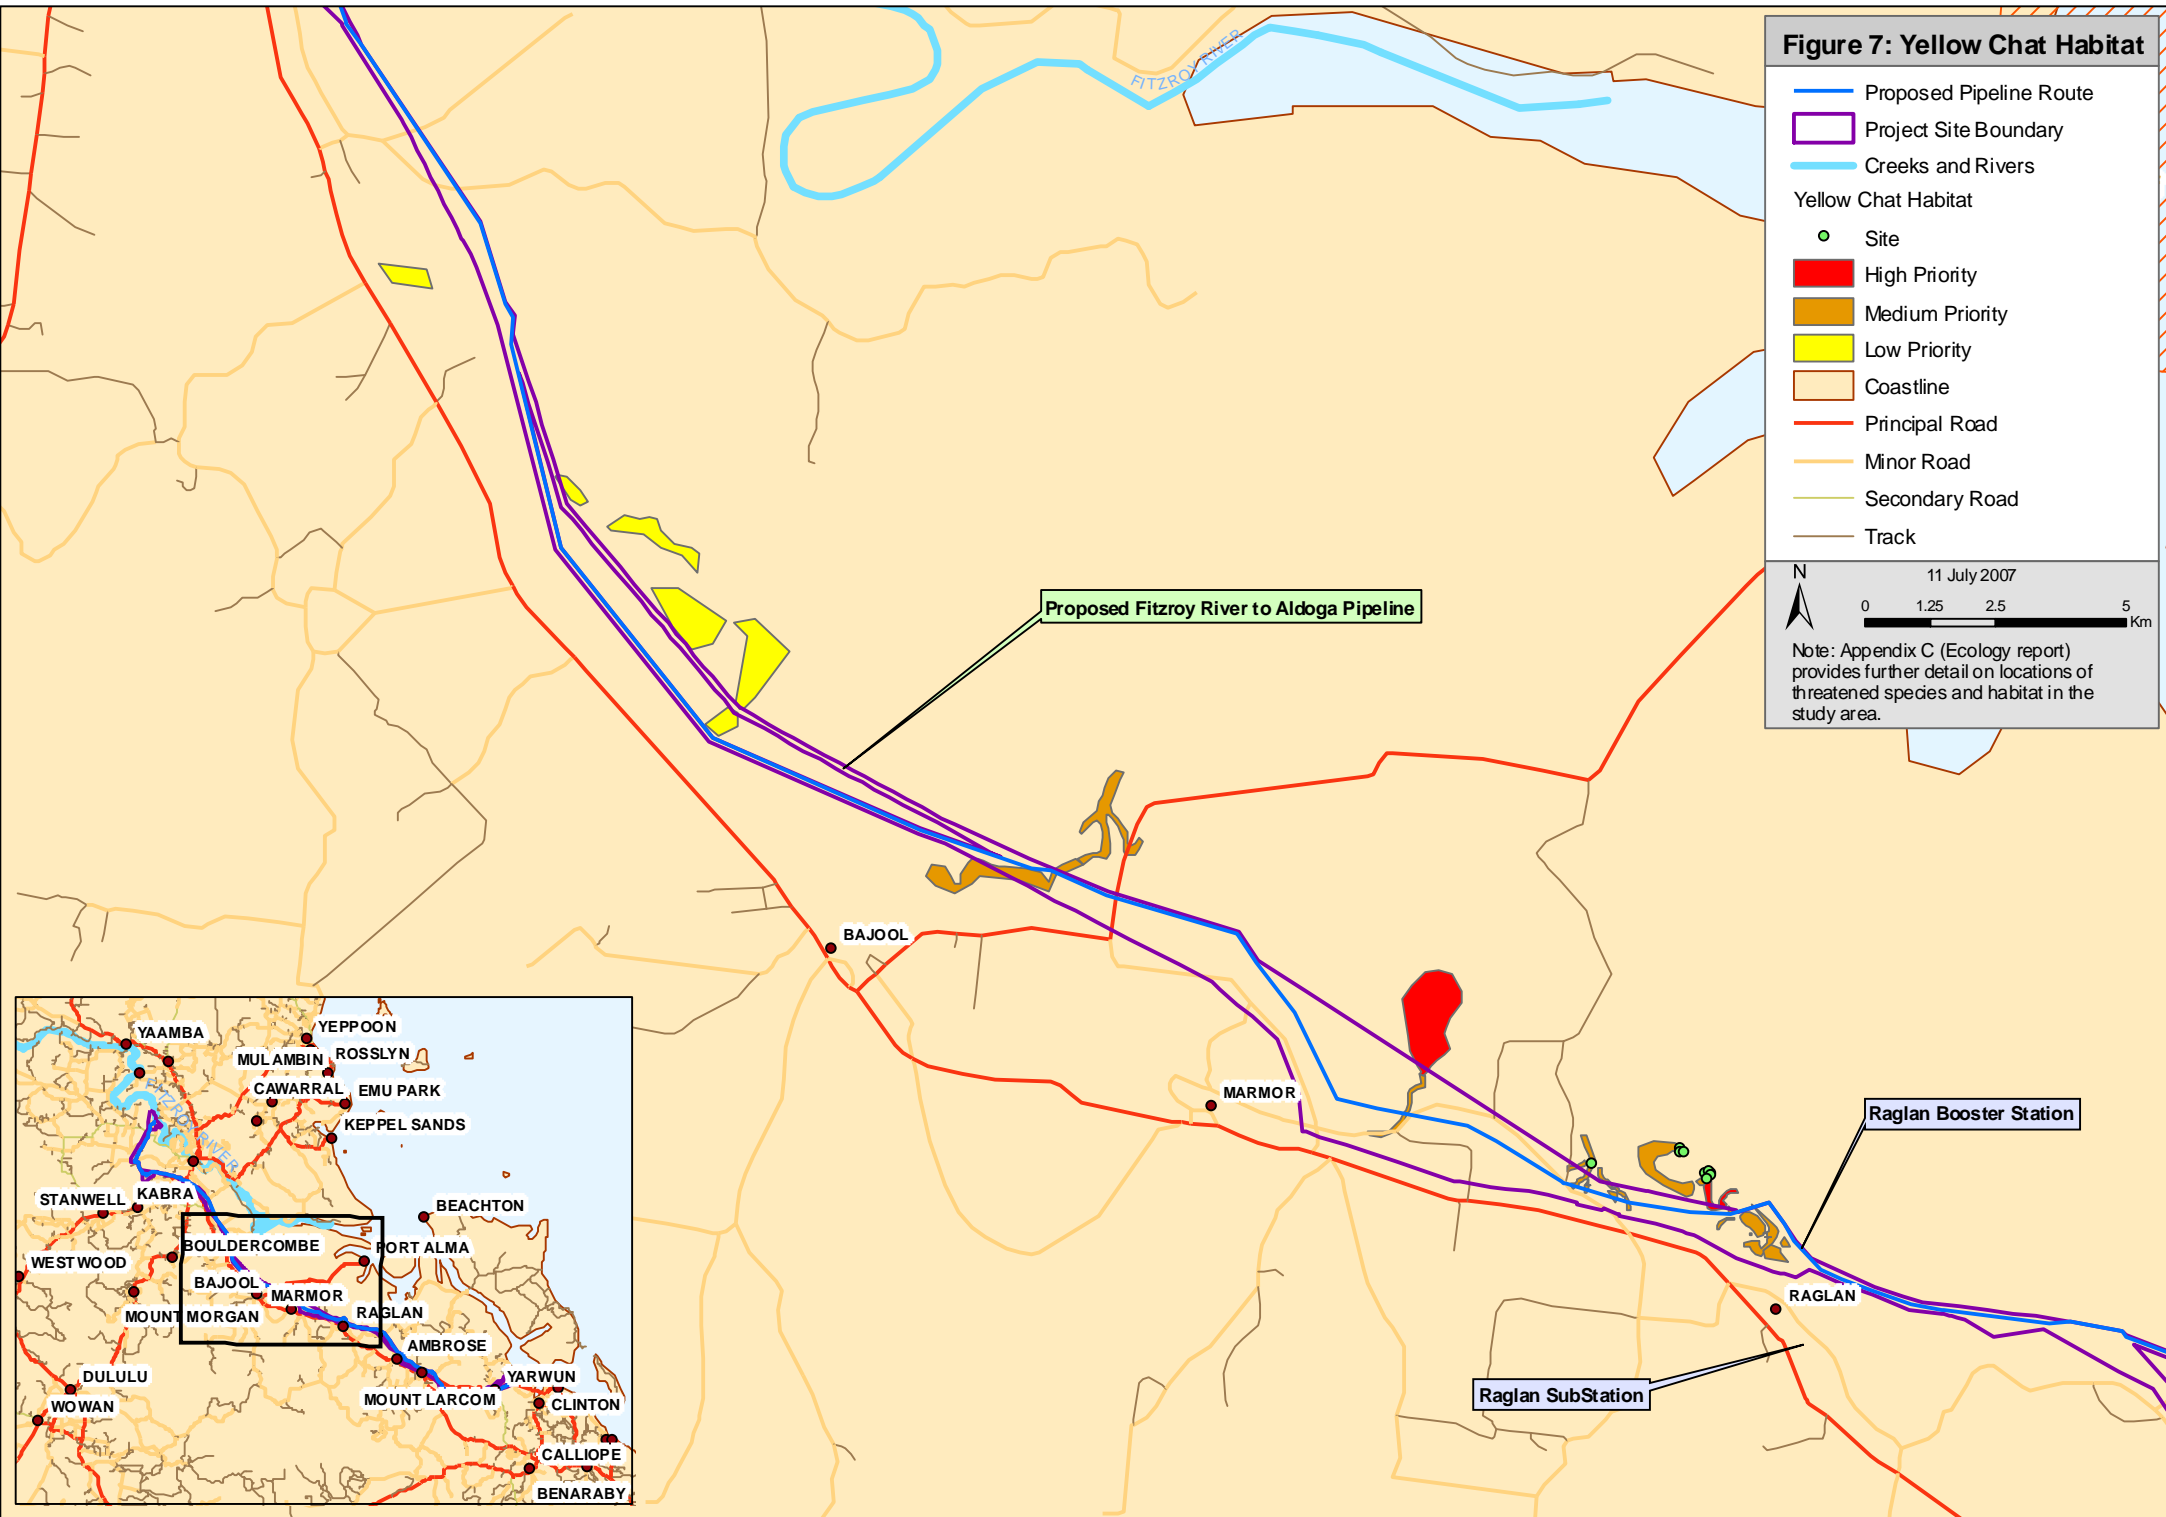 Figure 7: Yellow Chat Habitat
Proposed Pipeline Route
Project Site Boundary
Creeks and Rivers
Yellow Chat Habitat
Site
High Priority
Medium Priority
Low Priority
Coastline
Principal Road
Minor Road
Secondary Road
Track
N
11 July 2007
0 1.25 2.5 5
Km
Note: Appendix C (Ecology report)
provides further detail on locations of
threatened species and habitat in the
study area.
FITZROY RIVER
Proposed Fitzroy River to Aldoga Pipeline
BAJOOL
MARMOR
Raglan Booster Station
RAGLAN
Raglan SubStation
YAAMBA
YEPPOON
MULAMBIN
ROSSLYN
CAWARRAL
EMU PARK
KEPPEL SANDS
FITZROY RIVER
STANWELL
KABRA
BEACHTON
BOULDERCOMBE
PORT ALMA
WESTWOOD
BAJOOL
MARMOR
MOUNT MORGAN
RAGLAN
AMBROSE
DULULU
MOUNT LARCOM
YARWUN
WOWAN
CLINTON
CALLIOPE
BENARABY